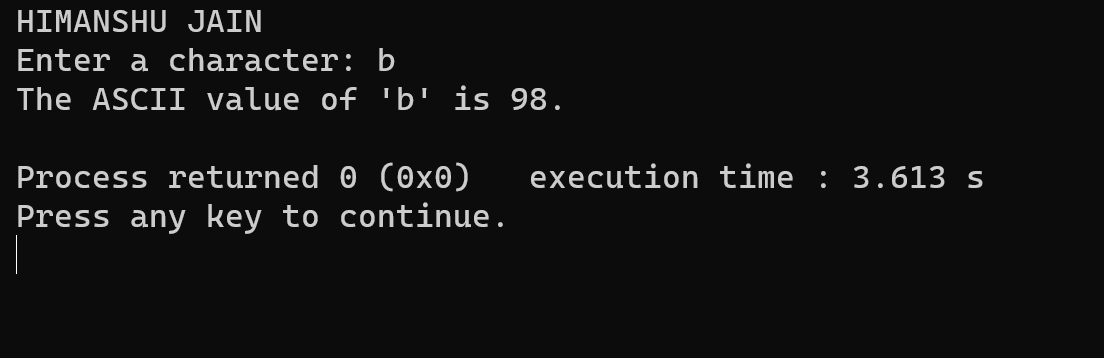 HIMANSHU JAIN
Enter a character: b
The ASCII value of 'b' is 98.
Process returned 0 (0x0)   execution time : 3.613 s
Press any key to continue.